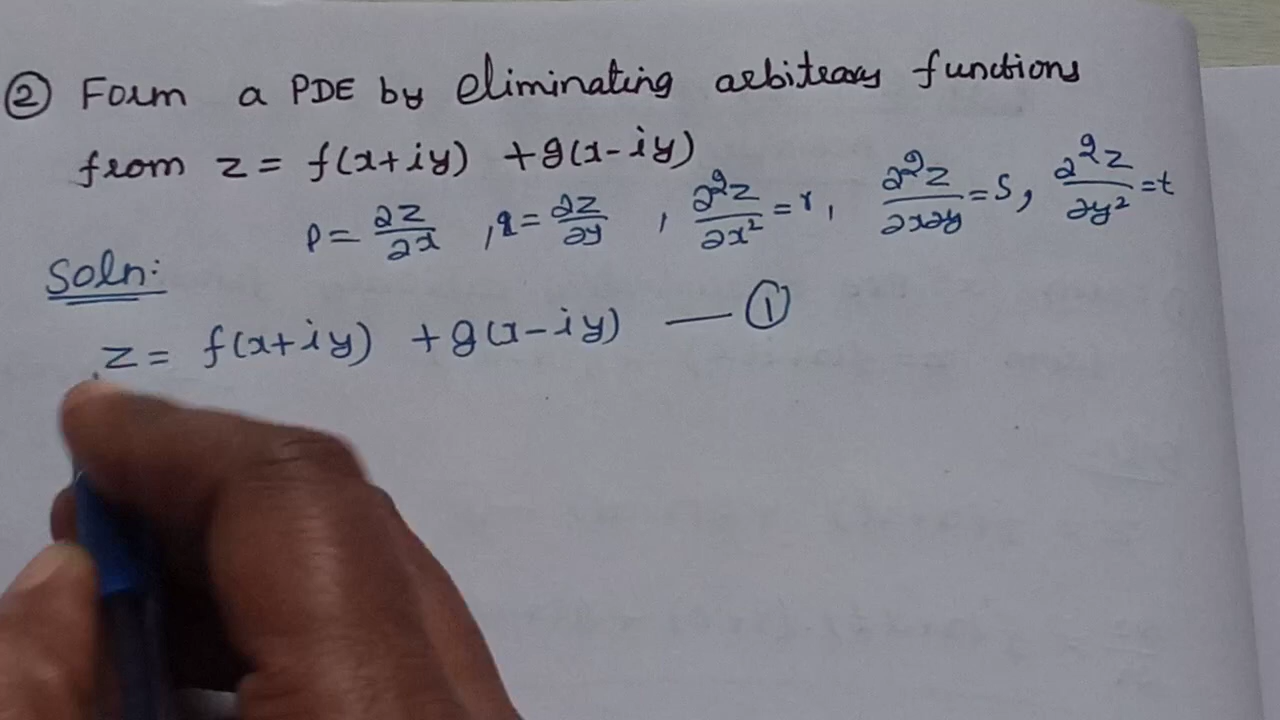 ② Form a PDE by eliminating arbitrary functions
from z = f(x+iy) + g(x-iy)
p = ∂z/∂x , q = ∂z/∂y , ∂²z/∂x² = r, ∂²z/∂x∂y = s, ∂²z/∂y² = t
Soln:
z = f(x+iy) + g(x-iy) — ①